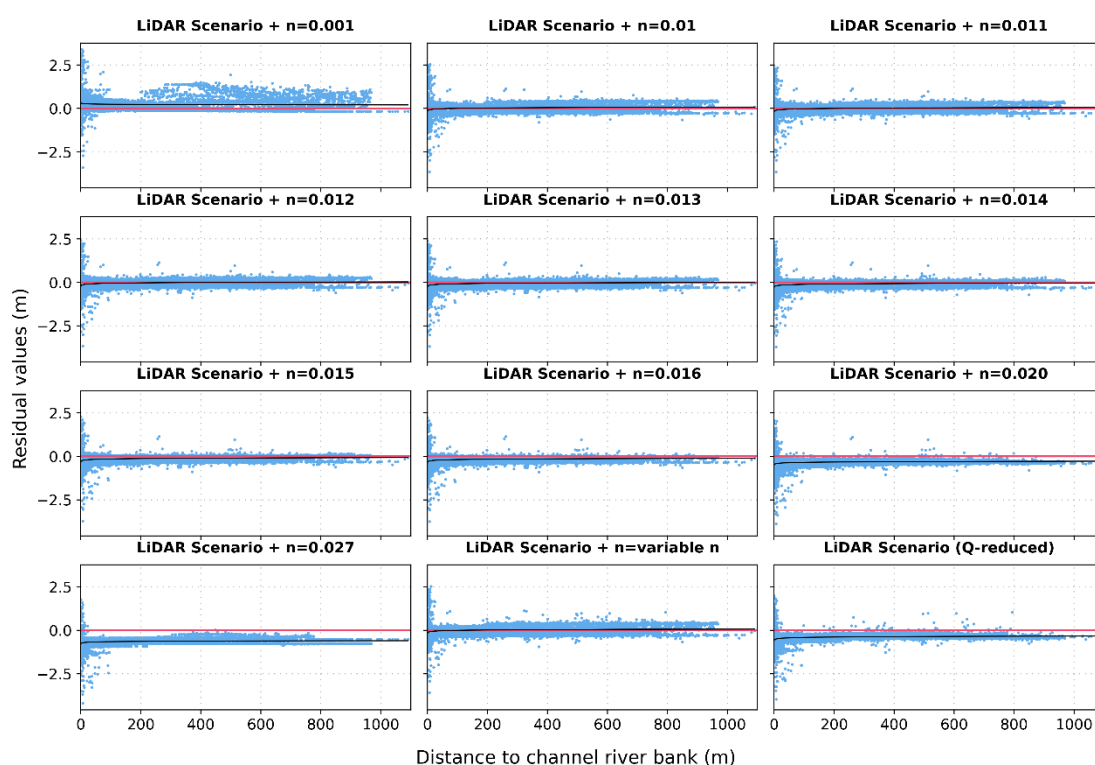 LiDAR Scenario + n=0.001 LiDAR Scenario + n=0.01 LiDAR Scenario + n=0.011
2.5
0.0
−2.5
LiDAR Scenario + n=0.012 LiDAR Scenario + n=0.013 LiDAR Scenario + n=0.014
2.5
0.0
−2.5
LiDAR Scenario + n=0.015 LiDAR Scenario + n=0.016 LiDAR Scenario + n=0.020
2.5
0.0
−2.5
LiDAR Scenario + n=0.027 LiDAR Scenario + n=variable n LiDAR Scenario (Q-reduced)
2.5
0.0
−2.5
0 200 400 600 800 1000 0 200 400 600 800 1000 0 200 400 600 800 1000
Residual values (m)
Distance to channel river bank (m)